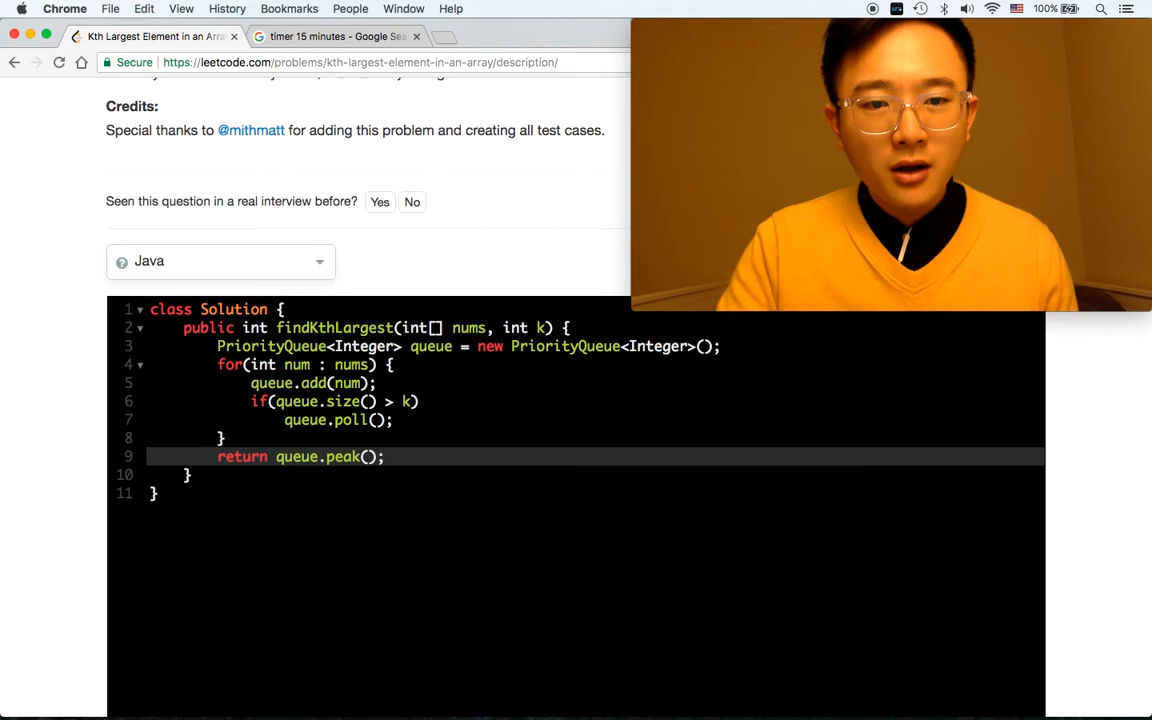 Chrome File Edit View History Bookmarks People Window Help 100%
Kth Largest Element in an Arra timer 15 minutes - Google Sea
Secure https://leetcode.com/problems/kth-largest-element-in-an-array/description/
Credits:
Special thanks to @mithmatt for adding this problem and creating all test cases.
Seen this question in a real interview before? Yes No
? Java
1 class Solution {
2 public int findKthLargest(int[] nums, int k) {
3 PriorityQueue<Integer> queue = new PriorityQueue<Integer>();
4 for(int num : nums) {
5 queue.add(num);
6 if(queue.size() > k)
7 queue.poll();
8 }
9 return queue.peak();
10 }
11 }